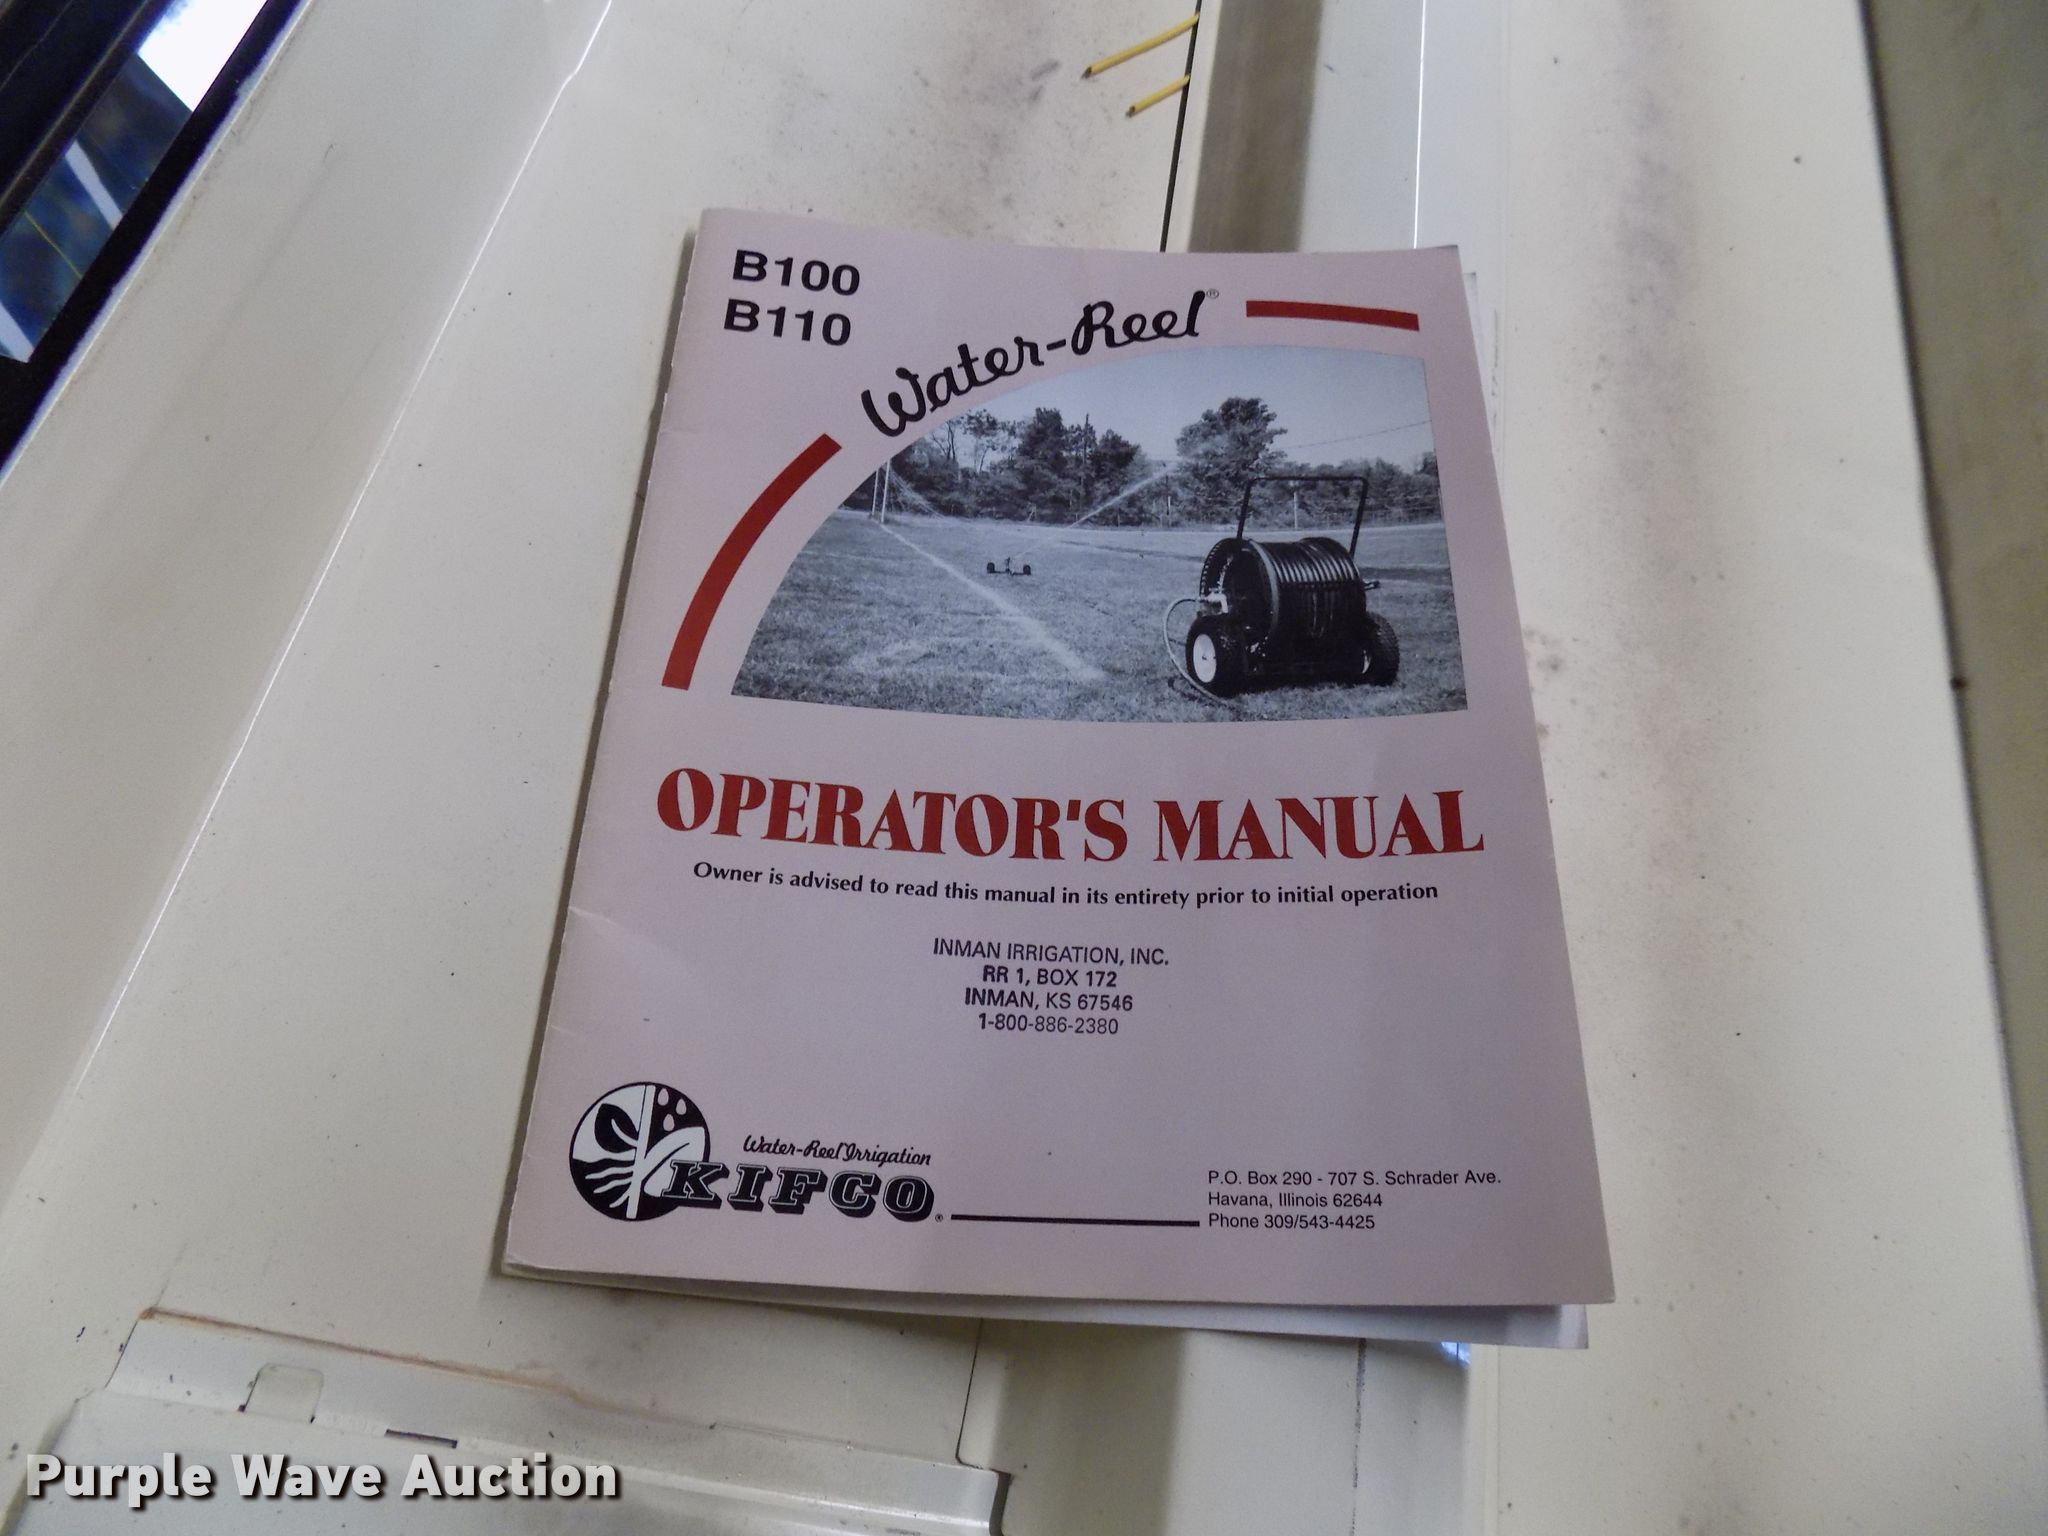 B100
B110
Water-Reel®
OPERATOR'S MANUAL
Owner is advised to read this manual in its entirety prior to initial operation
INMAN IRRIGATION, INC.
RR 1, BOX 172
INMAN, KS 67546
1-800-886-2380
Water-Reel Irrigation
KIFCO®
P.O. Box 290 - 707 S. Schrader Ave.
Havana, Illinois 62644
Phone 309/543-4425
Purple Wave Auction